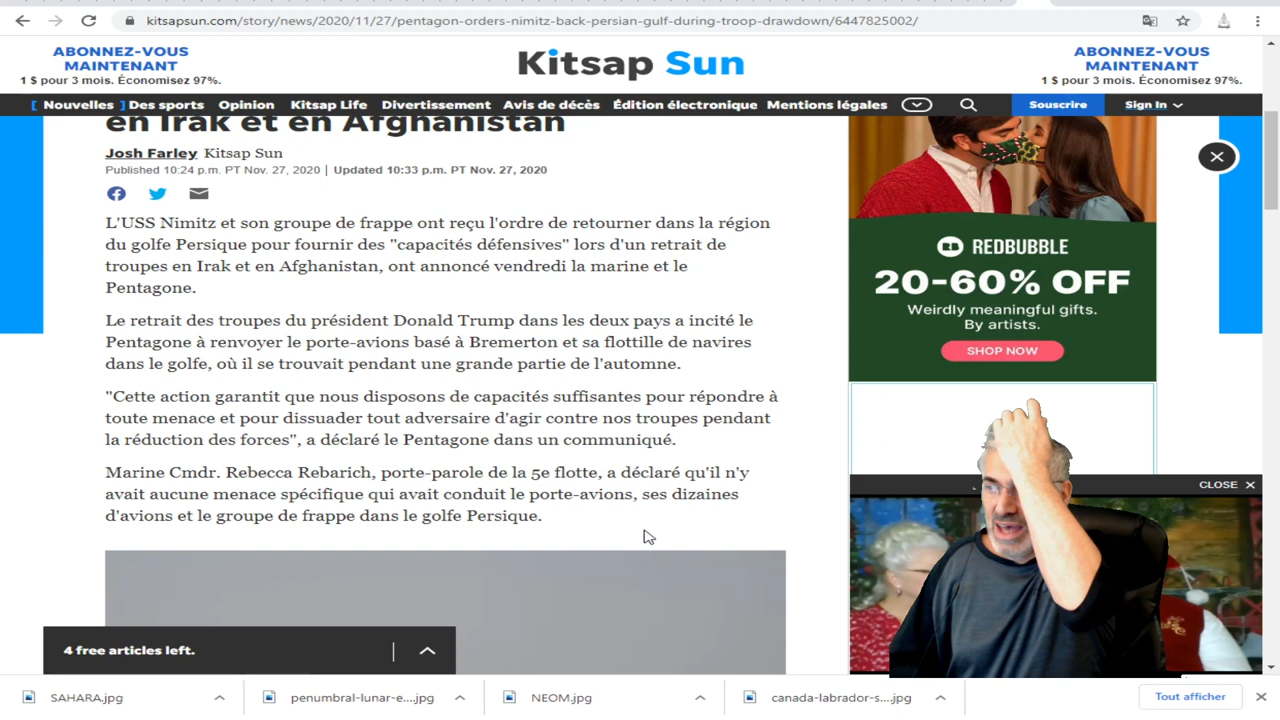 kitsapsun.com/story/news/2020/11/27/pentagon-orders-nimitz-back-persian-gulf-during-troop-drawdown/6447825002/
ABONNEZ-VOUS
MAINTENANT
1 $ pour 3 mois. Économisez 97%.
Kitsap Sun
ABONNEZ-VOUS
MAINTENANT
1 $ pour 3 mois. Économisez 97%.
[ Nouvelles ] Des sports Opinion Kitsap Life Divertissement Avis de décès Édition électronique Mentions légales Souscrire Sign In
en Irak et en Afghanistan
Josh Farley Kitsap Sun
Published 10:24 p.m. PT Nov. 27, 2020 | Updated 10:33 p.m. PT Nov. 27, 2020
L'USS Nimitz et son groupe de frappe ont reçu l'ordre de retourner dans la région
du golfe Persique pour fournir des "capacités défensives" lors d'un retrait de
troupes en Irak et en Afghanistan, ont annoncé vendredi la marine et le
Pentagone.
Le retrait des troupes du président Donald Trump dans les deux pays a incité le
Pentagone à renvoyer le porte-avions basé à Bremerton et sa flottille de navires
dans le golfe, où il se trouvait pendant une grande partie de l'automne.
"Cette action garantit que nous disposons de capacités suffisantes pour répondre à
toute menace et pour dissuader tout adversaire d'agir contre nos troupes pendant
la réduction des forces", a déclaré le Pentagone dans un communiqué.
Marine Cmdr. Rebecca Rebarich, porte-parole de la 5e flotte, a déclaré qu'il n'y
avait aucune menace spécifique qui avait conduit le porte-avions, ses dizaines
d'avions et le groupe de frappe dans le golfe Persique.
REDBUBBLE
20-60% OFF
Weirdly meaningful gifts.
By artists.
SHOP NOW
CLOSE X
4 free articles left.
SAHARA.jpg
penumbral-lunar-e....jpg
NEOM.jpg
canada-labrador-s....jpg
Tout afficher